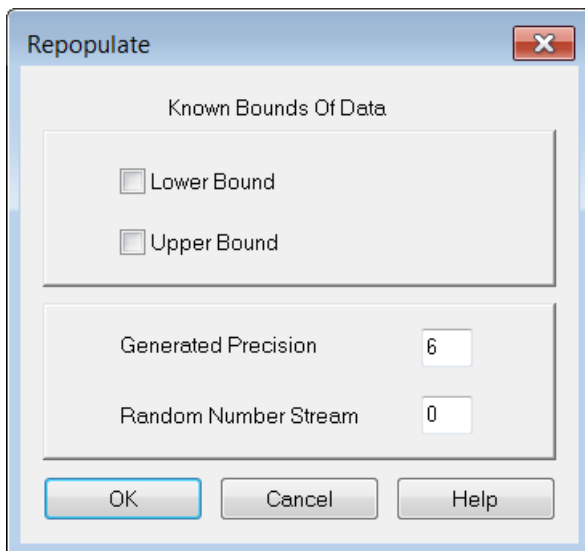 Repopulate
Known Bounds Of Data
Lower Bound
Upper Bound
Generated Precision 6
Random Number Stream 0
OK Cancel Help